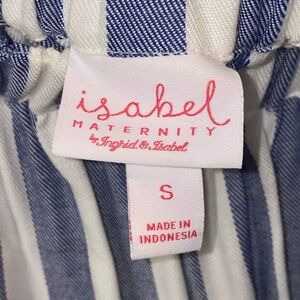 isabel
MATERNITY
by Ingrid & Isabel
S
MADE IN
INDONESIA